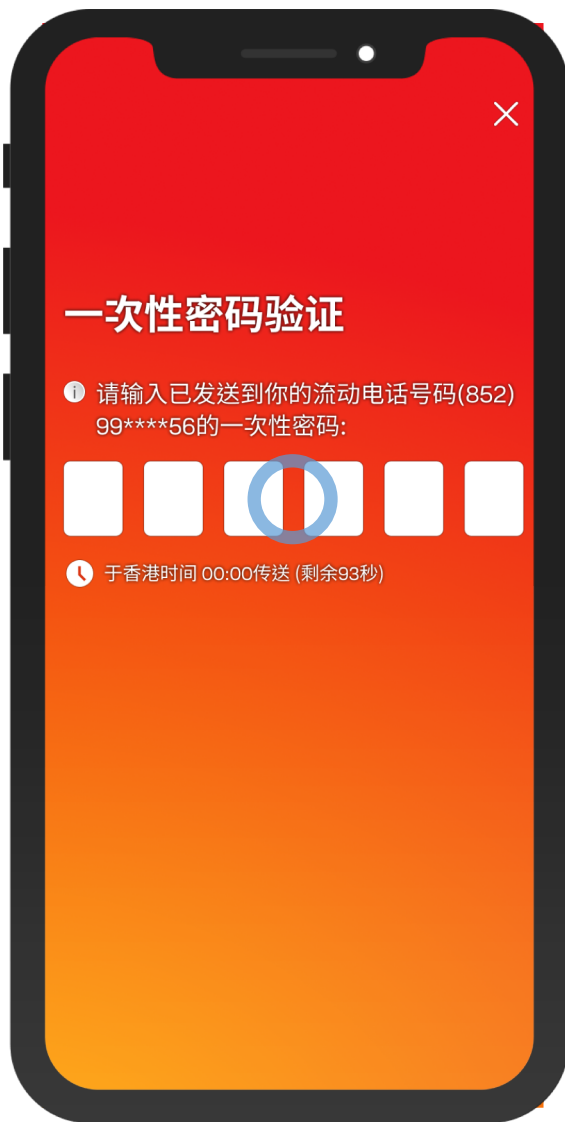 一次性密码验证
请输入已发送到你的流动电话号码(852)
99****56的一次性密码:
于香港时间 00:00传送 (剩余93秒)